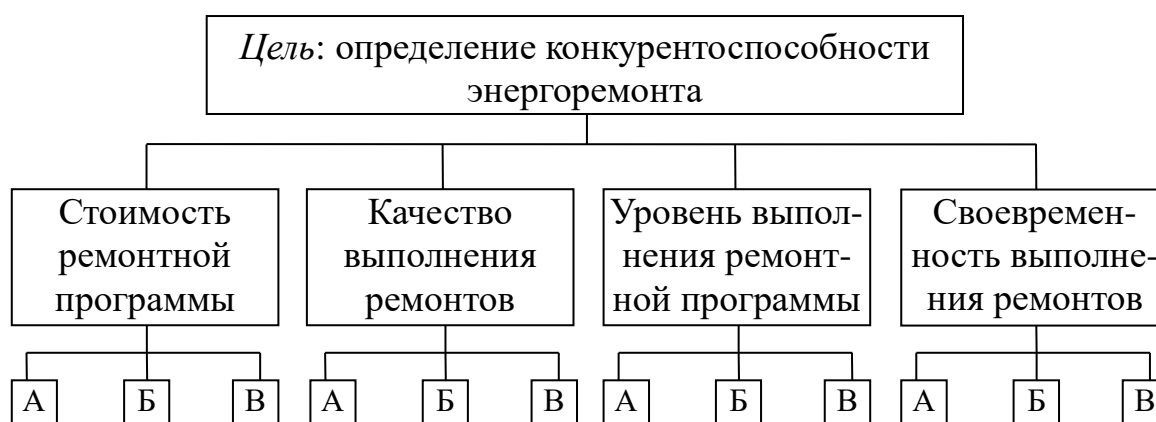 Цель: определение конкурентоспособности
энергоремонта
Стоимость
ремонтной
программы
Качество
выполнения
ремонтов
Уровень выпол-
нения ремонт-
ной программы
Своевремен-
ность выполне-
ния ремонтов
А Б В А Б В А Б В А Б В